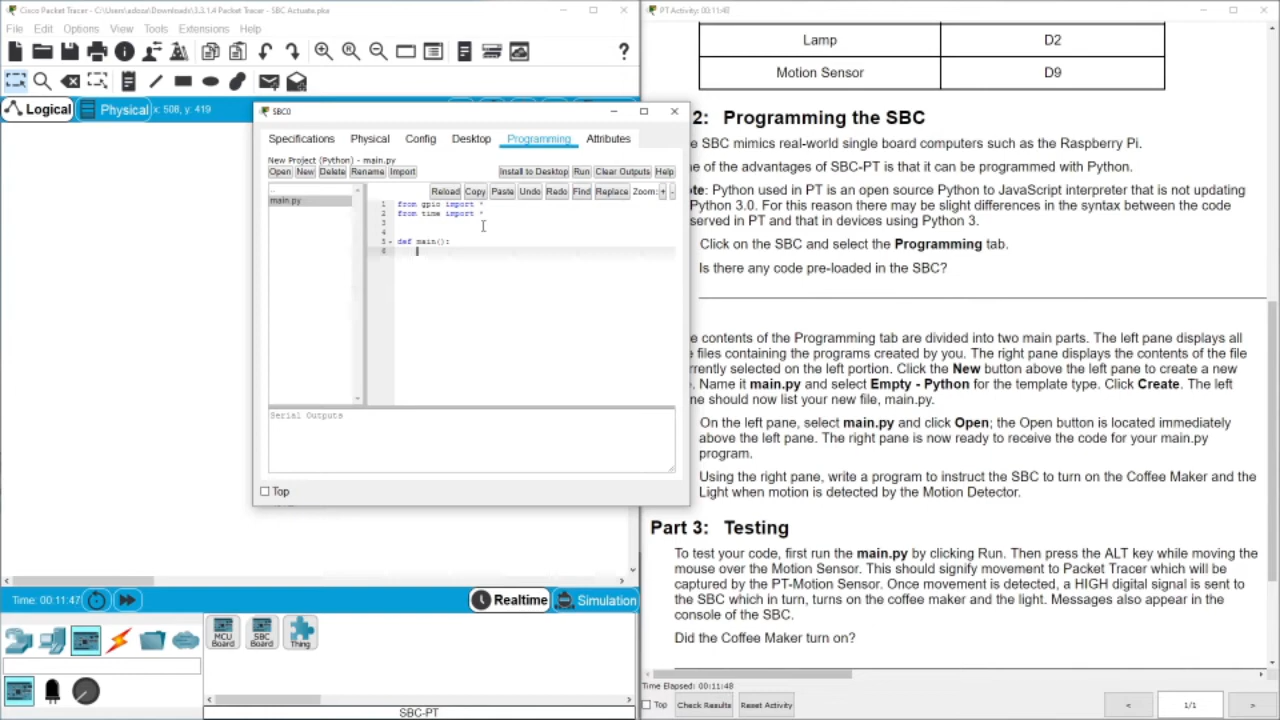 Cisco Packet Tracer - C:\Users\adoza\Downloads\3.3.1.4 Packet Tracer - SBC Actuate.pka
File Edit Options View Tools Extensions Help
?
Logical Physical x: 508, y: 419
SBC0
Specifications Physical Config Desktop Programming Attributes
New Project (Python) - main.py
Open New Delete Rename Import Install to Desktop Run Clear Outputs Help
Reload Copy Paste Undo Redo Find Replace Zoom: + -
main.py
1 from gpio import *
2 from time import *
3
4
5 def main():
6
Serial Outputs
Top
Time: 00:11:47 Realtime Simulation
MCU Board SBC Board Thing
SBC-PT
PT Activity: 00:11:48
Lamp D2
Motion Sensor D9
2: Programming the SBC
e SBC mimics real-world single board computers such as the Raspberry Pi.
e of the advantages of SBC-PT is that it can be programmed with Python.
te: Python used in PT is an open source Python to JavaScript interpreter that is not updating
Python 3.0. For this reason there may be slight differences in the syntax between the code
served in PT and that in devices using Python 3.
Click on the SBC and select the Programming tab.
Is there any code pre-loaded in the SBC?
e contents of the Programming tab are divided into two main parts. The left pane displays all
e files containing the programs created by you. The right pane displays the contents of the file
rrently selected on the left portion. Click the New button above the left pane to create a new
. Name it main.py and select Empty - Python for the template type. Click Create. The left
ne should now list your new file, main.py.
On the left pane, select main.py and click Open; the Open button is located immediately
above the left pane. The right pane is now ready to receive the code for your main.py
program.
Using the right pane, write a program to instruct the SBC to turn on the Coffee Maker and the
Light when motion is detected by the Motion Detector.
Part 3: Testing
To test your code, first run the main.py by clicking Run. Then press the ALT key while moving the
mouse over the Motion Sensor. This should signify movement to Packet Tracer which will be
captured by the PT-Motion Sensor. Once movement is detected, a HIGH digital signal is sent to
the SBC which in turn, turns on the coffee maker and the light. Messages also appear in the
console of the SBC.
Did the Coffee Maker turn on?
Time Elapsed: 00:11:48
Top Check Results Reset Activity < 1/1 >